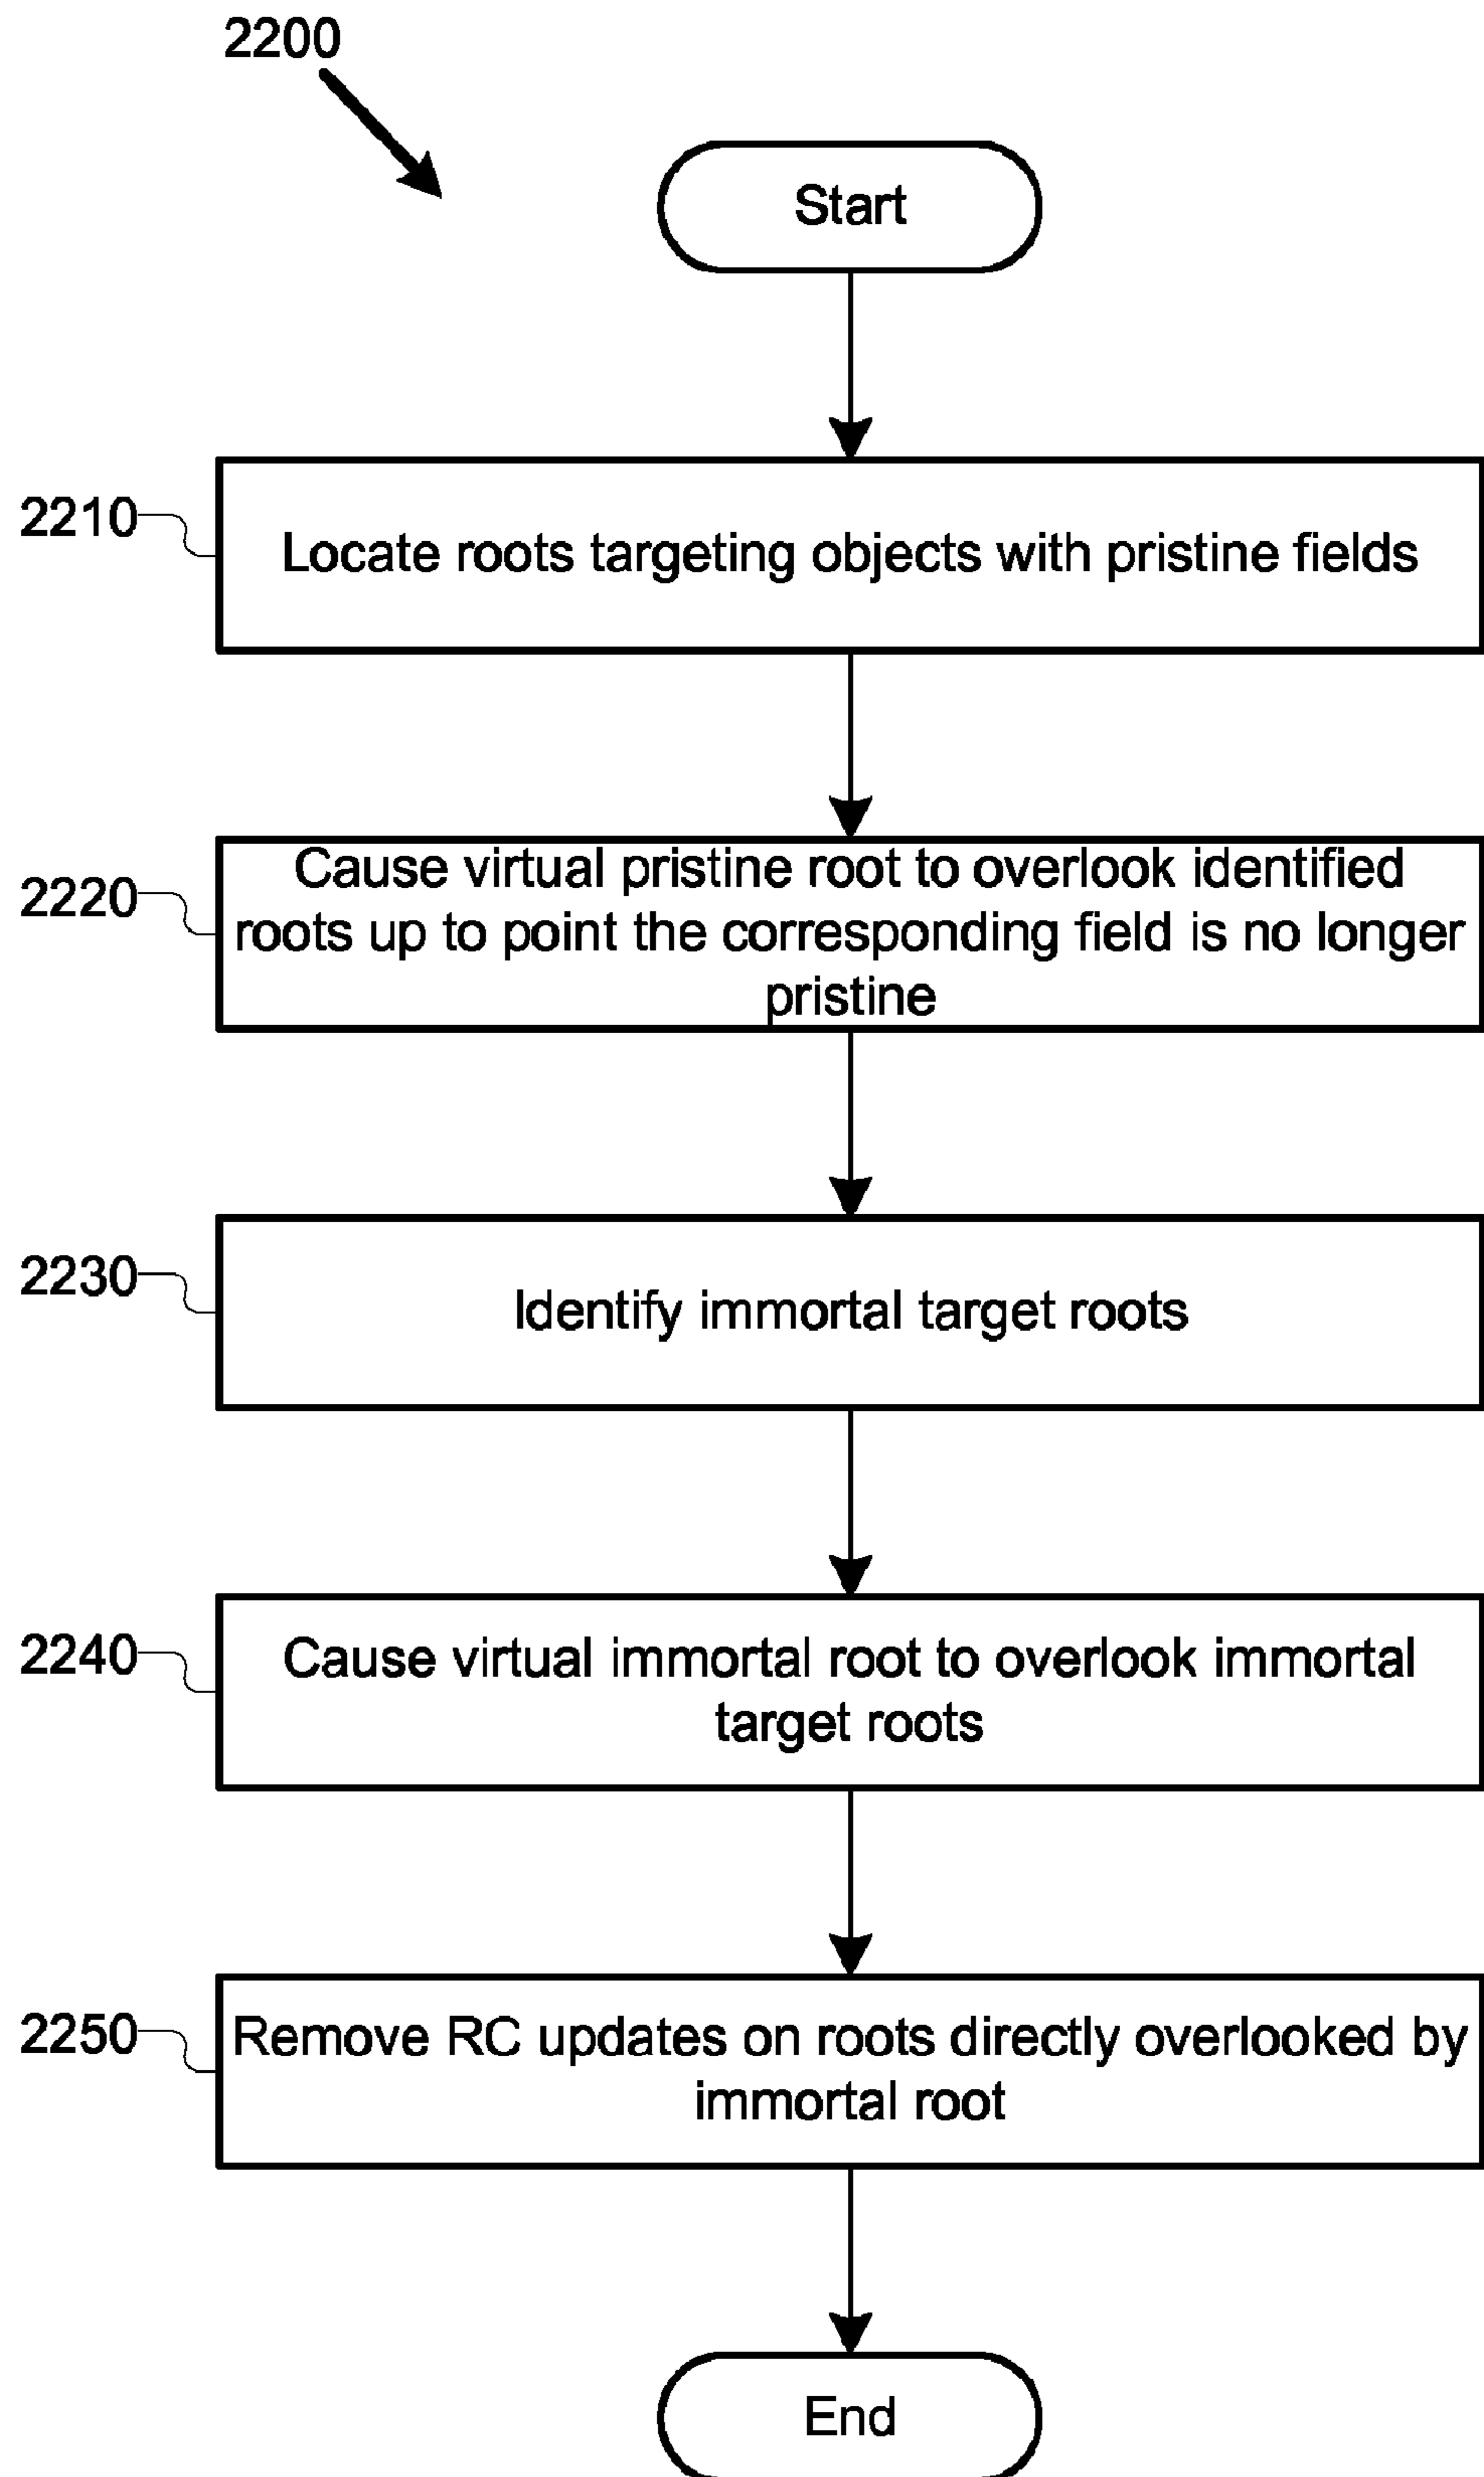 2200
Start
2210
Locate roots targeting objects with pristine fields
2220
Cause virtual pristine root to overlook identified
roots up to point the corresponding field is no longer
pristine
2230
Identify immortal target roots
2240
Cause virtual immortal root to overlook immortal
target roots
2250
Remove RC updates on roots directly overlooked by
immortal root
End